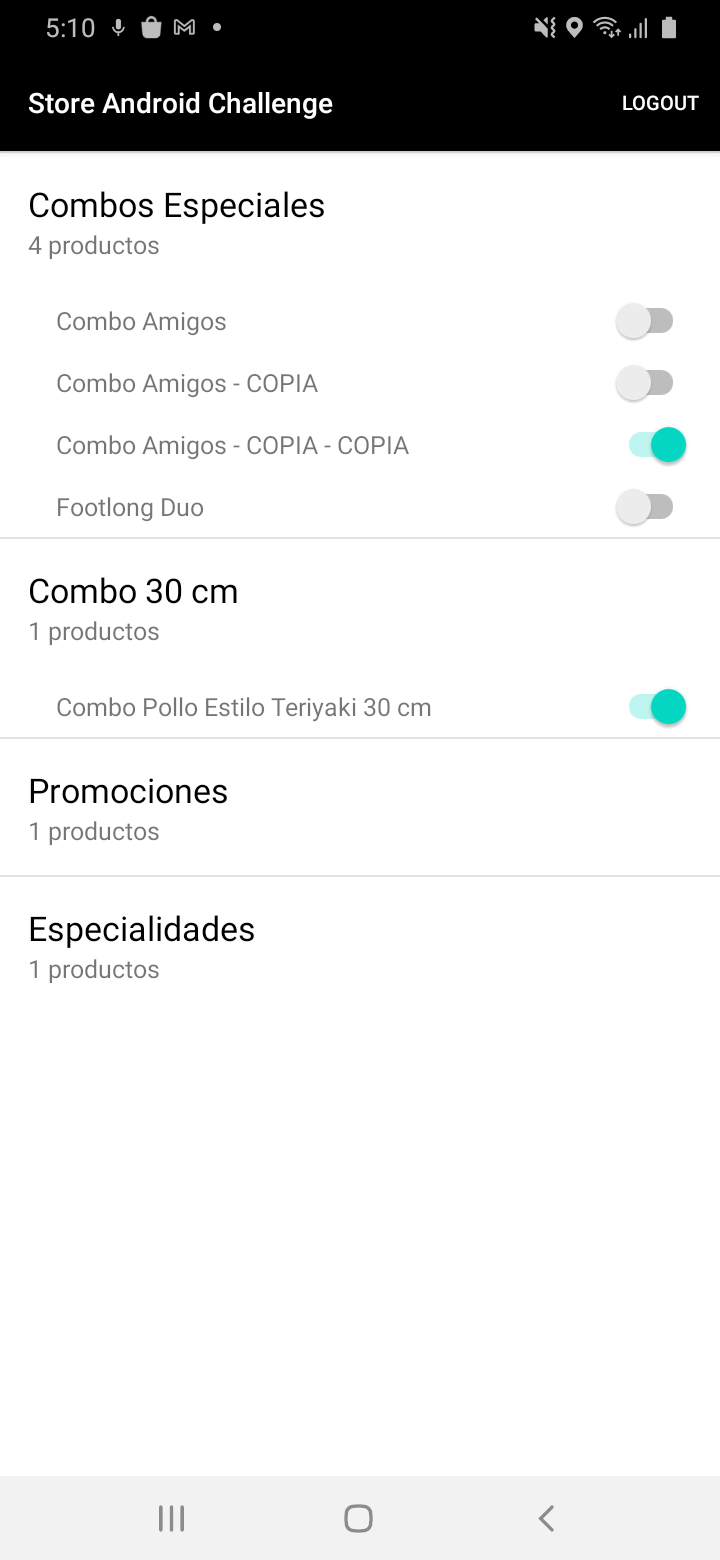 5:10
Store Android Challenge
LOGOUT
Combos Especiales
4 productos
Combo Amigos
Combo Amigos - COPIA
Combo Amigos - COPIA - COPIA
Footlong Duo
Combo 30 cm
1 productos
Combo Pollo Estilo Teriyaki 30 cm
Promociones
1 productos
Especialidades
1 productos